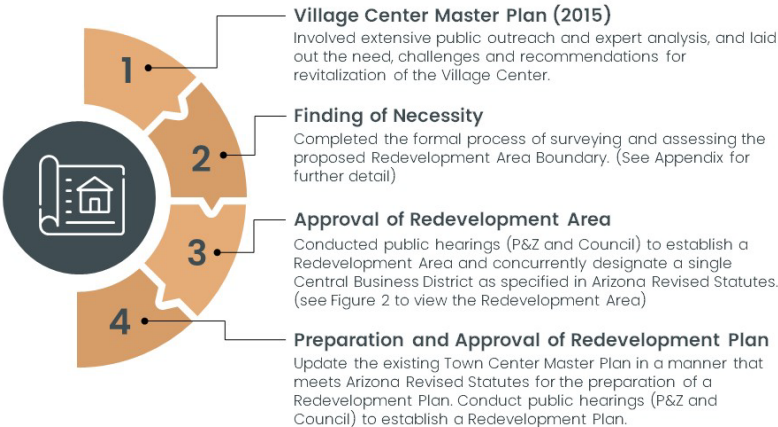 1
Village Center Master Plan (2015)
Involved extensive public outreach and expert analysis, and laid
out the need, challenges and recommendations for
revitalization of the Village Center.
2
Finding of Necessity
Completed the formal process of surveying and assessing the
proposed Redevelopment Area Boundary. (See Appendix for
further detail)
3
Approval of Redevelopment Area
Conducted public hearings (P&Z and Council) to establish a
Redevelopment Area and concurrently designate a single
Central Business District as specified in Arizona Revised Statutes.
(see Figure 2 to view the Redevelopment Area)
4
Preparation and Approval of Redevelopment Plan
Update the existing Town Center Master Plan in a manner that
meets Arizona Revised Statutes for the preparation of a
Redevelopment Plan. Conduct public hearings (P&Z and
Council) to establish a Redevelopment Plan.